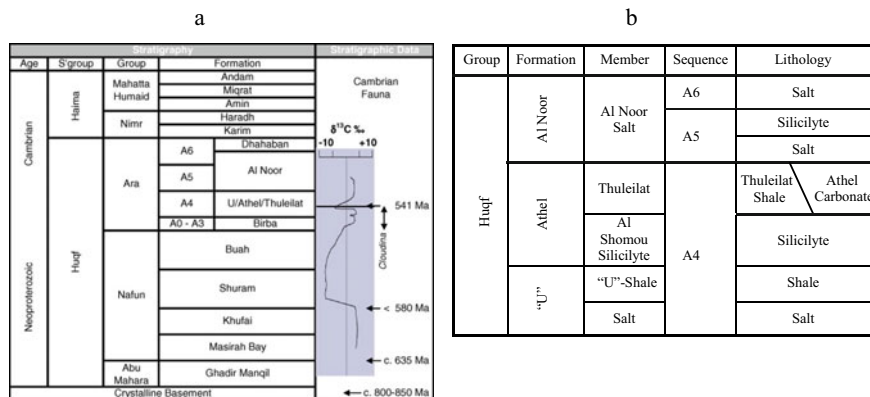 a
Stratigraphy Stratigraphic Data
Age S'group Group Formation
Cambrian
Neoproterozoic
Haima
Huqf
Mahatta
Humaid
Nimr
Ara
Nafun
Abu
Mahara
Andam
Miqrat
Amin
Haradh
Karim
A6 Dhahaban
A5 Al Noor
A4 U/Athel/Thuleilat
A0 - A3 Birba
Buah
Shuram
Khufai
Masirah Bay
Ghadir Manqil
Crystalline Basement
Cambrian
Fauna
δ¹³C ‰
-10 +10
541 Ma
Cloudina
< 580 Ma
c. 635 Ma
c. 800-850 Ma
b
Group Formation Member Sequence Lithology
Huqf
Al Noor
Al Noor
Salt
A6 Salt
A5 Silicilyte
Salt
Athel
Thuleilat
Thuleilat
Shale
Athel
Carbonate
A4
Al
Shomou
Silicilyte
Silicilyte
"U"
"U"-Shale Shale
Salt Salt